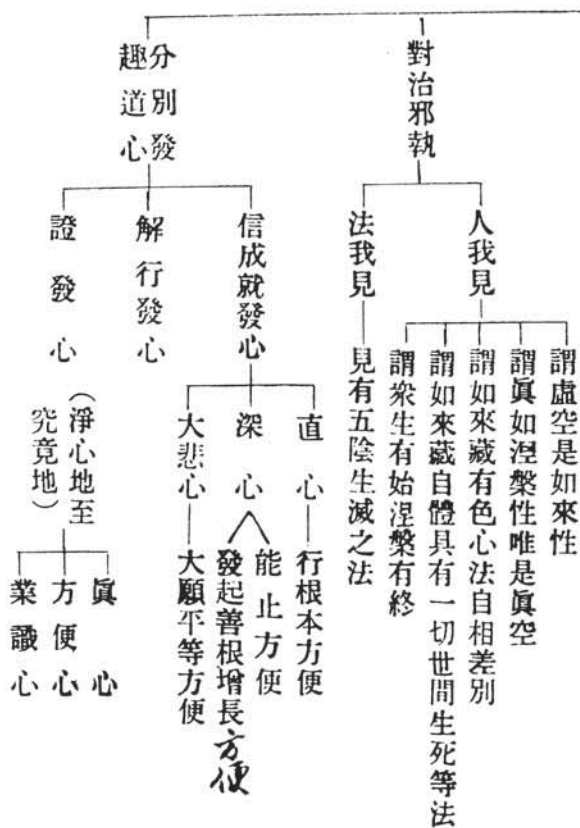 對治邪執
人我見
謂虛空是如來性
謂眞如涅槃性唯是眞空
謂如來藏有色心法自相差別
謂如來藏自體具有一切世間生死等法
謂衆生有始涅槃有終
法我見
見有五陰生滅之法
分別發
趣道心
信成就發心
直心
行根本方便
深心
能止方便
發起善根增長方便
大悲心
大願平等方便
解行發心
證發心
(淨心地至
究竟地)
眞心
方便心
業識心